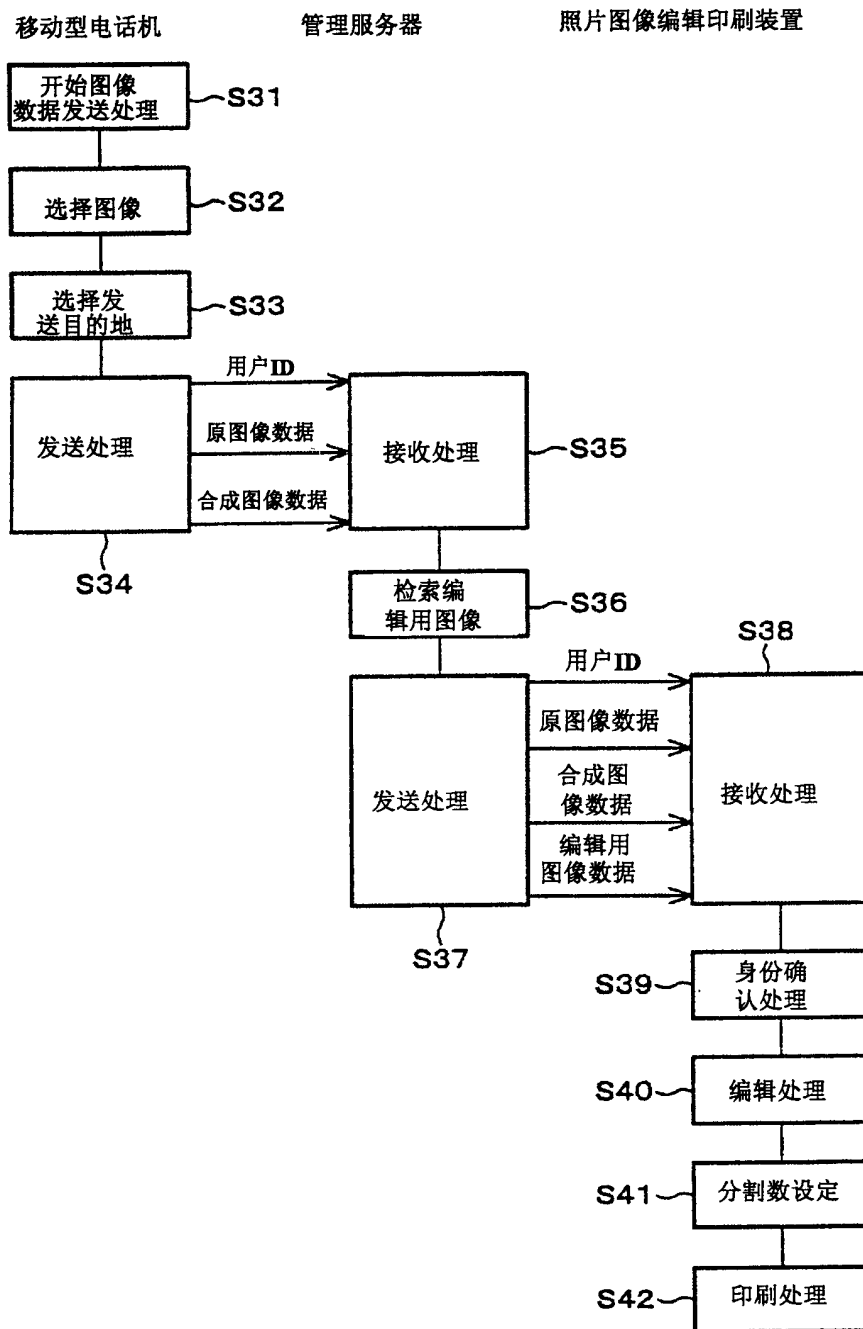 移动型电话机
管理服务器
照片图像编辑印刷装置
开始图像
数据发送处理
S31
选择图像
S32
选择发
送目的地
S33
发送处理
S34
用户ID
原图像数据
合成图像数据
接收处理
S35
检索编
辑用图像
S36
发送处理
S37
用户ID
原图像数据
合成图
像数据
编辑用
图像数据
S38
接收处理
S39
身份确
认处理
S40
编辑处理
S41
分割数设定
S42
印刷处理